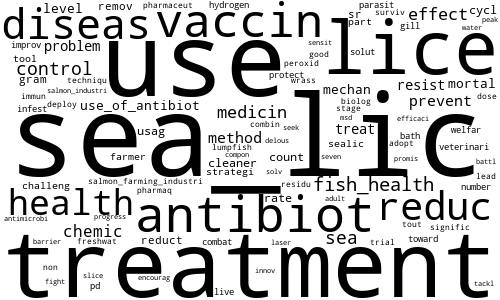 level remov pharmaceut hydrogen parasit
diseas vaccin sr surviv cycl
part effect water
improv problem use lice gill peak
tool sensit good solut
control peroxid
techniqu protect wrass resist mortal
gram mechan
immun salmon_industri biolog prevent dose
infest deploy use_of_antibiot medicin stage
combin seek msd efficaci
sea_lic usag method treat bath welfar
farmer lumpfish delous sealic adopt veterinari
compon cleaner count seven promis battl
challeng salmon_farming_industri strategi solv residu fish_health lead
pharmaq rate adult number
health antibiot reduc
antimicrobi progress
chemic sea tout signific
barrier freshwat reduct combat laser trial toward
treatment
non slice innov
fight pd encourag live tackl